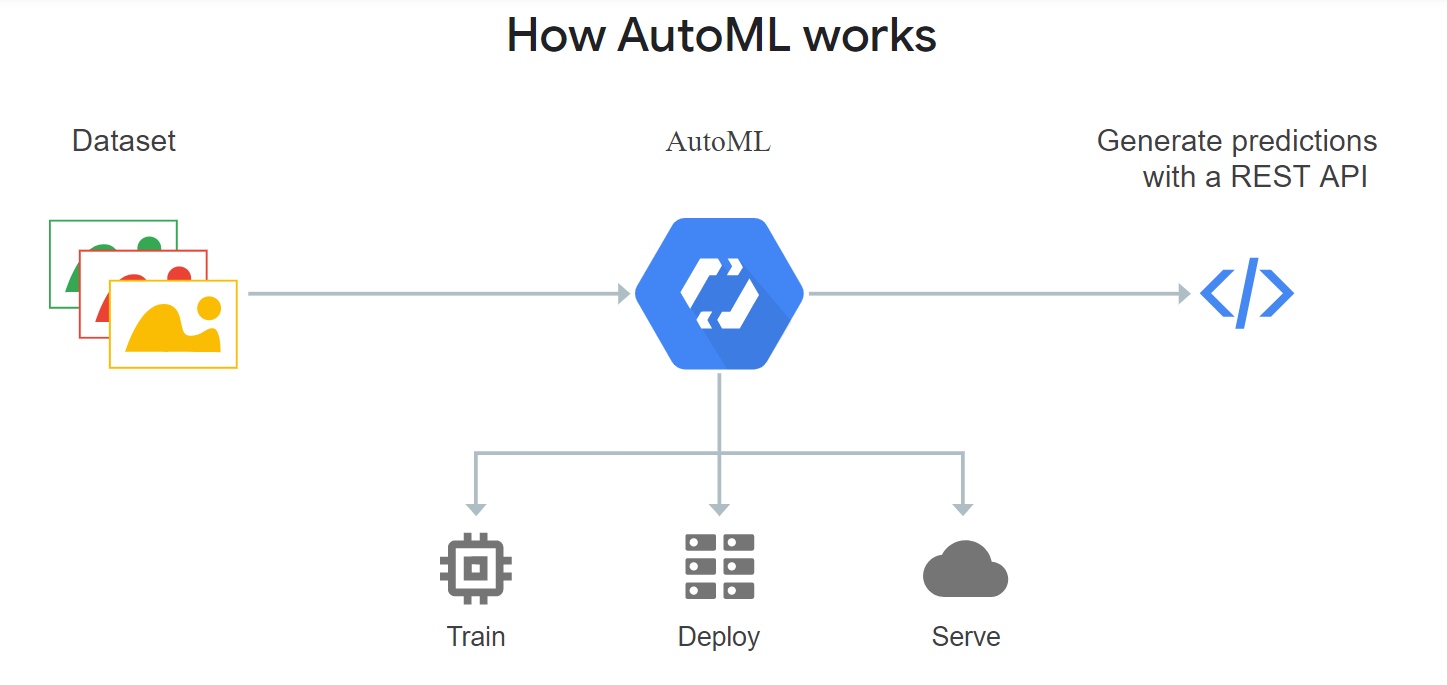 How AutoML works
Dataset
AutoML
Generate predictions
with a REST API
Train
Deploy
Serve